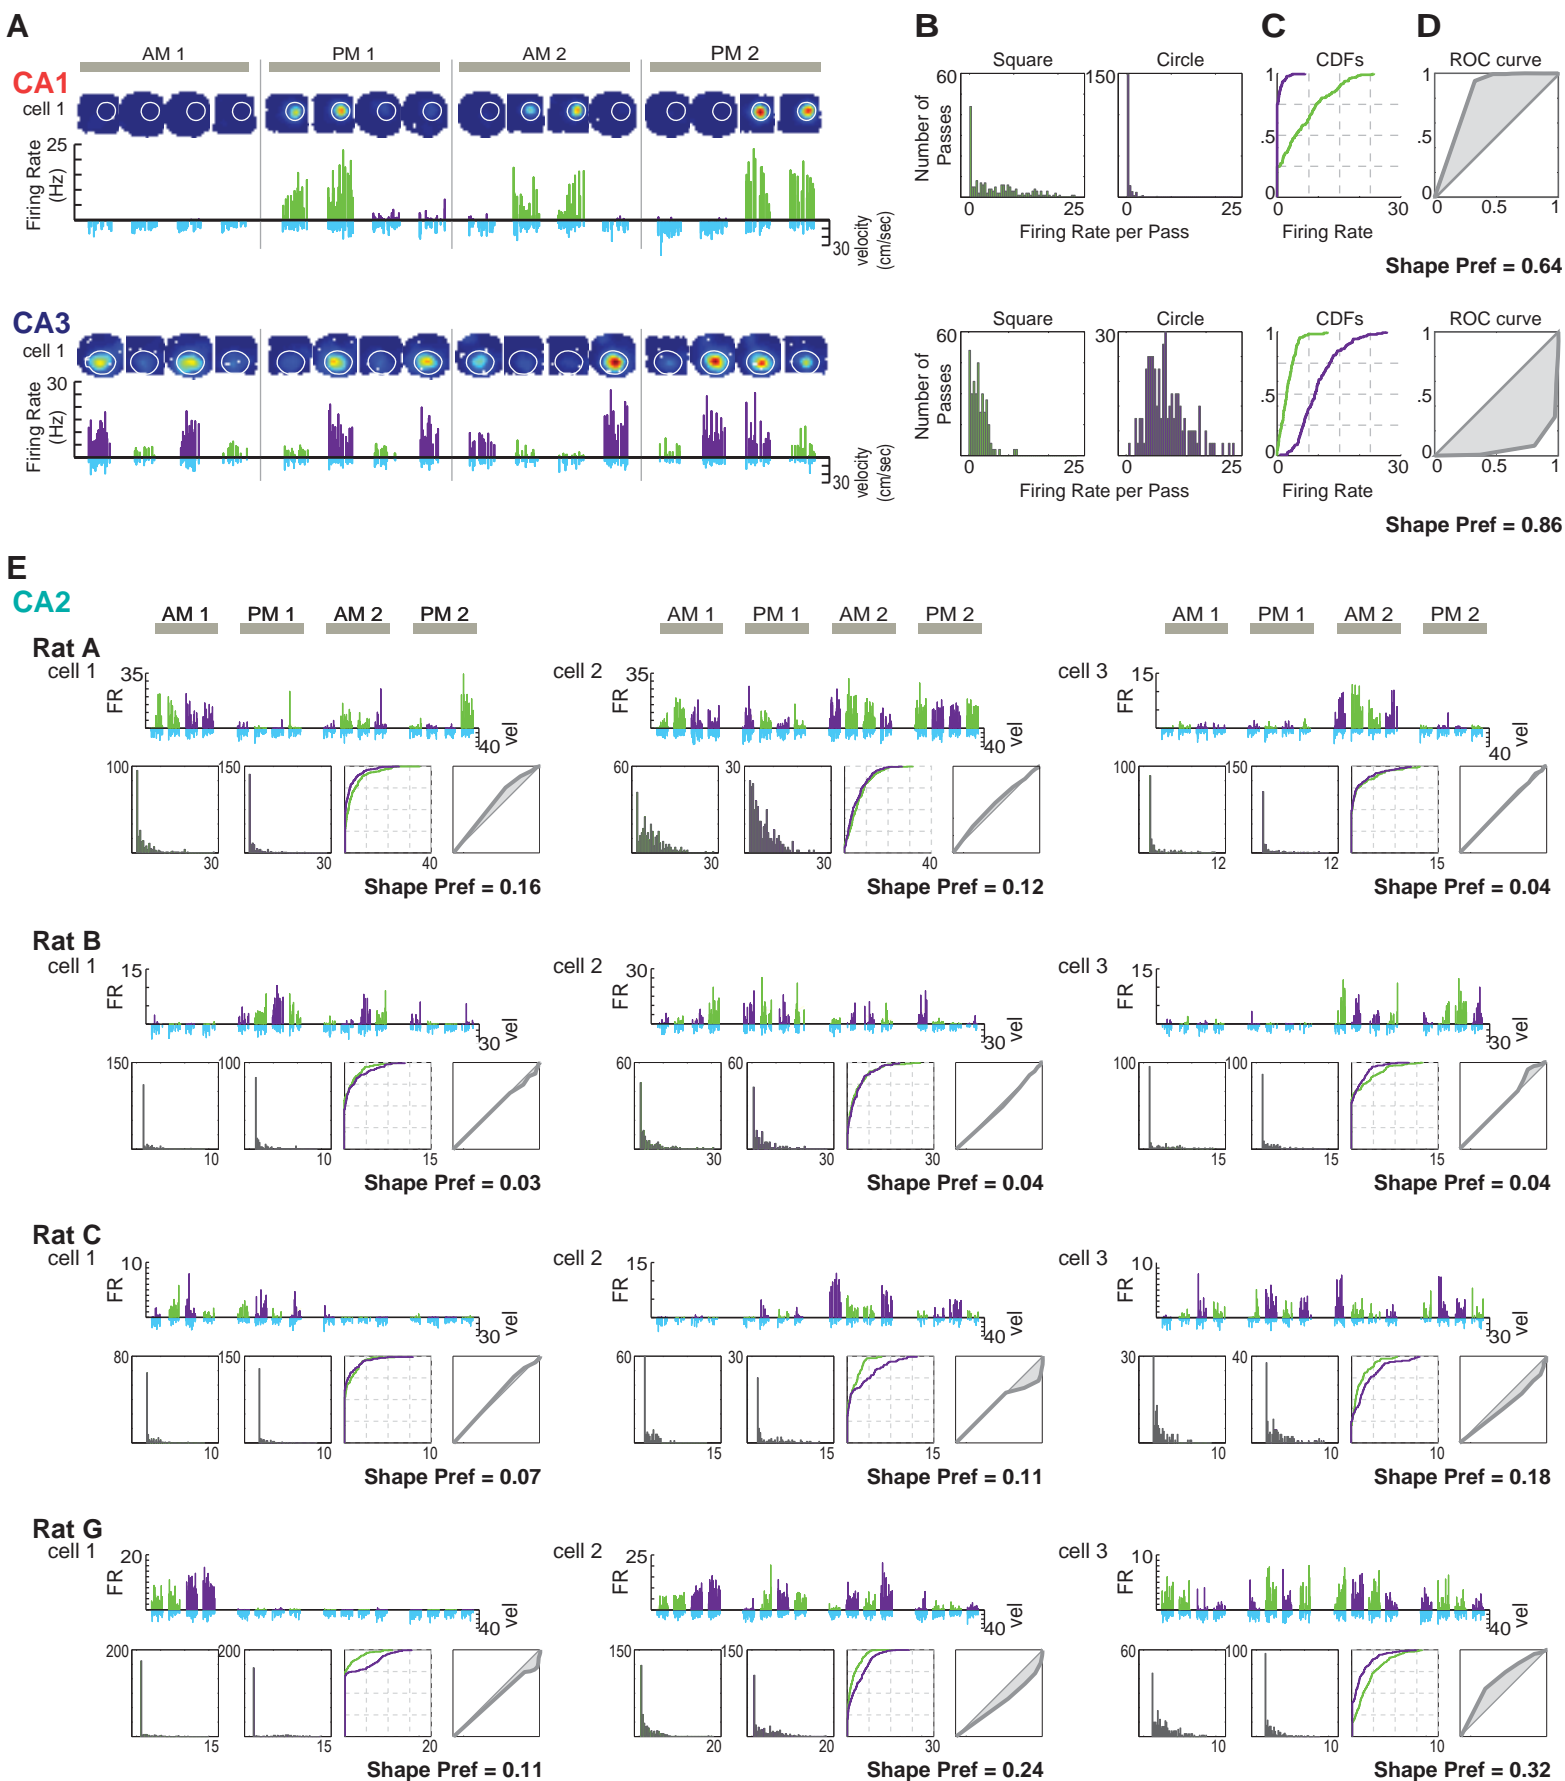 A
B
C
D
AM 1 PM 1 AM 2 PM 2
CA1
cell 1
Firing Rate
(Hz)
25
30
velocity
(cm/sec)
Square
Circle
CDFs
ROC curve
Number of
Passes
60
0 25
150
0 25
Firing Rate per Pass
1
.5
0
0 30
Firing Rate
1
.5
0
0 0.5 1
Shape Pref = 0.64
CA3
cell 1
Firing Rate
(Hz)
30
30
velocity
(cm/sec)
Square
Circle
CDFs
ROC curve
Number of
Passes
60
0 25
30
0 25
Firing Rate per Pass
1
.5
0
0 30
Firing Rate
1
.5
0
0 0.5 1
Shape Pref = 0.86
E
CA2
AM 1 PM 1 AM 2 PM 2
AM 1 PM 1 AM 2 PM 2
AM 1 PM 1 AM 2 PM 2
Rat A
cell 1
35
FR
40
vel
100 150
30 30 40
Shape Pref = 0.16
cell 2
35
FR
40
vel
60 30
30 30 40
Shape Pref = 0.12
cell 3
15
FR
40
vel
100 150
12 12 15
Shape Pref = 0.04
Rat B
cell 1
15
FR
30
vel
150 100
10 10 15
Shape Pref = 0.03
cell 2
30
FR
30
vel
60 60
30 30 30
Shape Pref = 0.04
cell 3
15
FR
30
vel
100 100
15 15 15
Shape Pref = 0.04
Rat C
cell 1
10
FR
30
vel
80 150
10 10 10
Shape Pref = 0.07
cell 2
15
FR
40
vel
60 30
15 15 15
Shape Pref = 0.11
cell 3
10
FR
30
vel
30 40
10 10 10
Shape Pref = 0.18
Rat G
cell 1
20
FR
40
vel
200 200
15 15 20
Shape Pref = 0.11
cell 2
25
FR
40
vel
150 150
20 20 30
Shape Pref = 0.24
cell 3
10
FR
40
vel
60 100
10 10 10
Shape Pref = 0.32